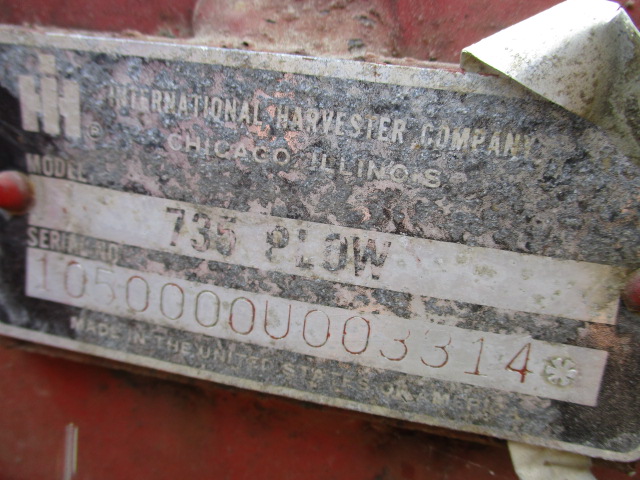 IH® INTERNATIONAL HARVESTER COMPANY
CHICAGO, ILLINOIS
MODEL
735 PLOW
SERIAL NO
1050000U003314*
MADE IN THE UNITED STATES OF AMERICA